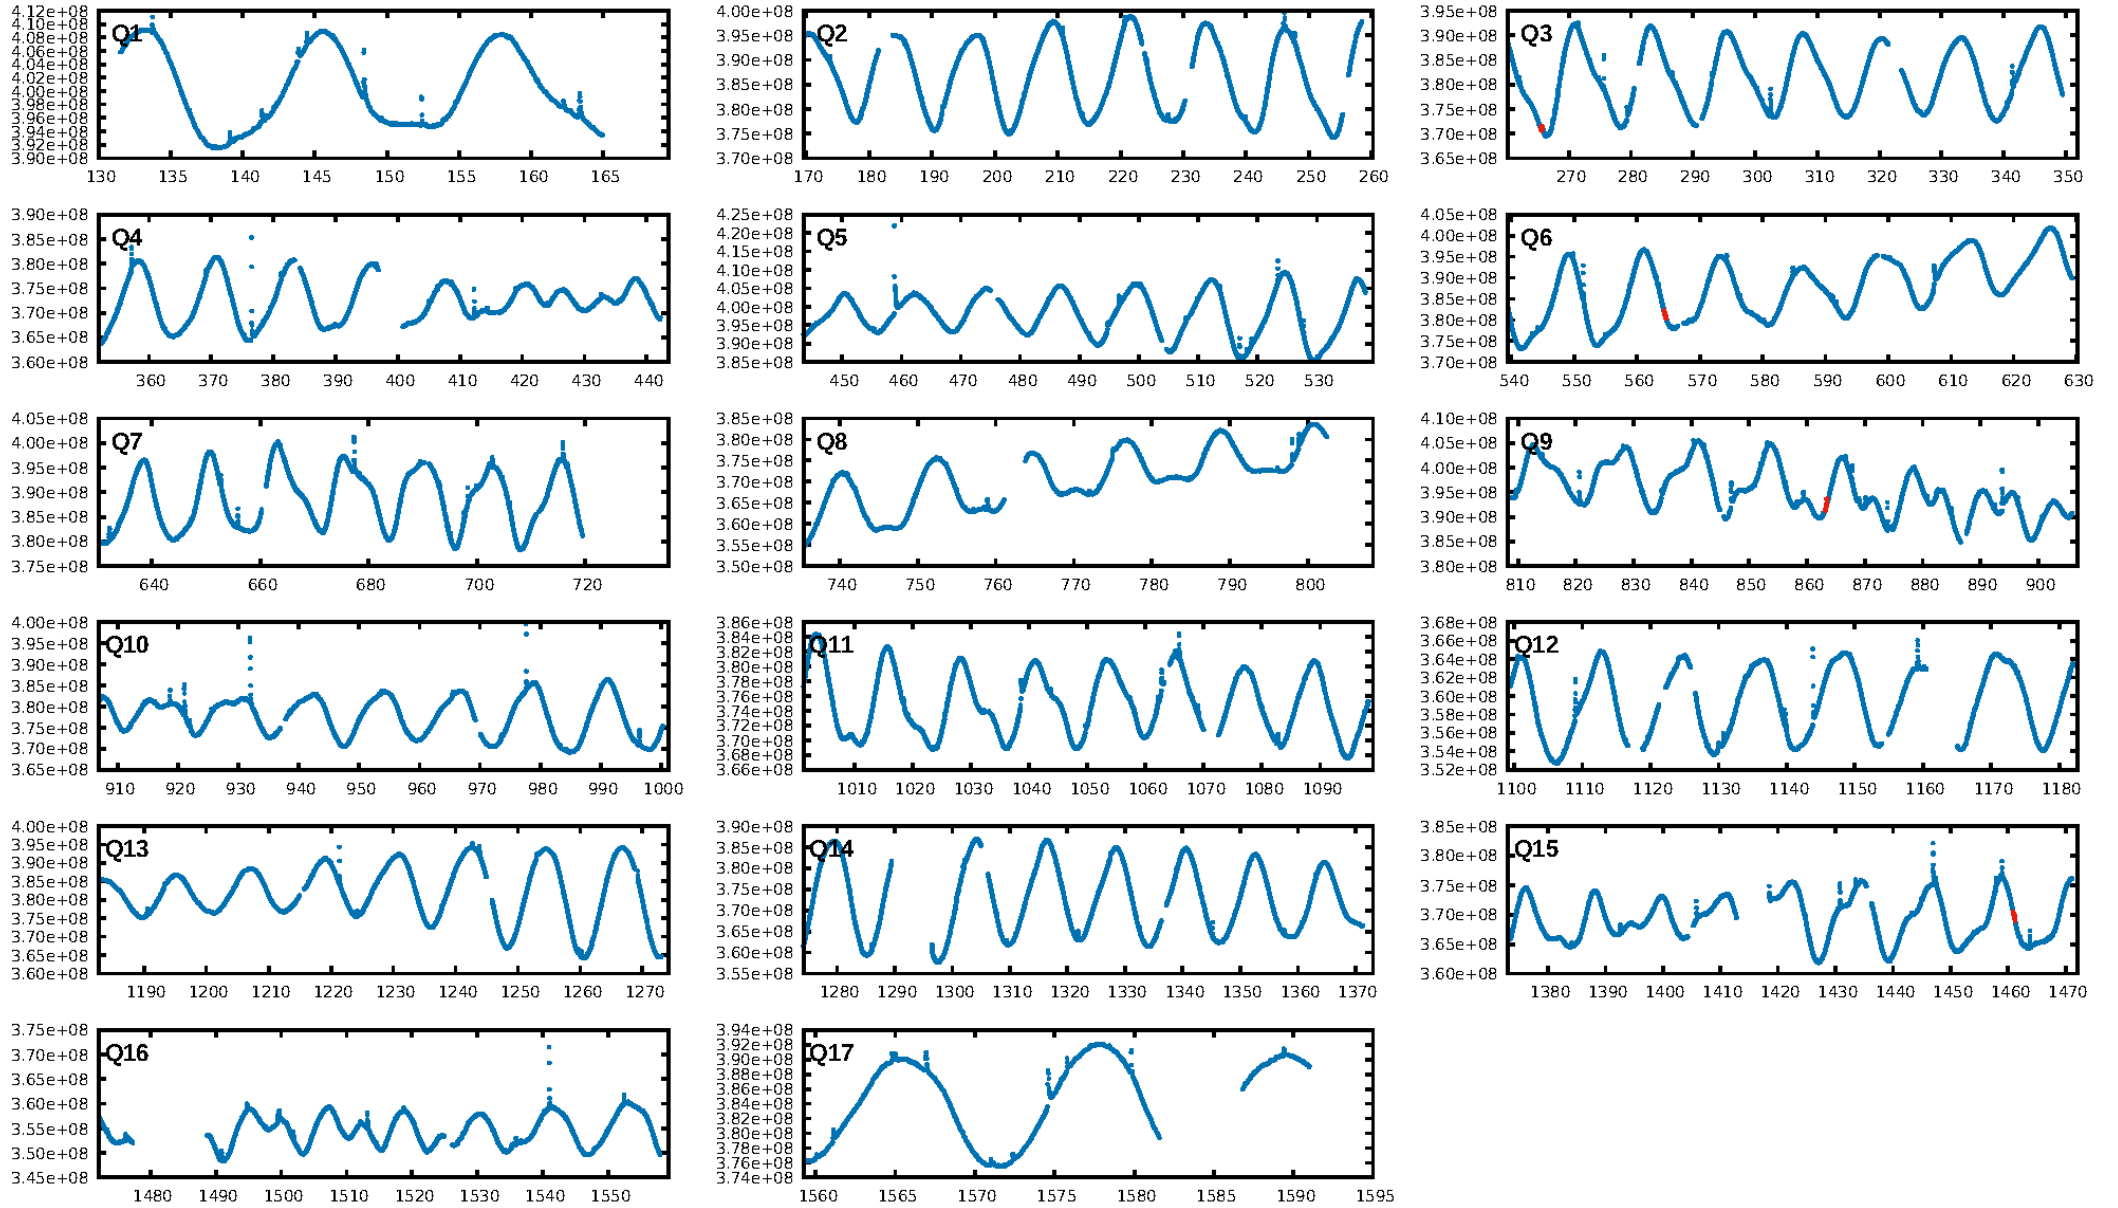 4.12e+08
4.10e+08
4.08e+08
4.06e+08
4.04e+08
4.02e+08
4.00e+08
3.98e+08
3.96e+08
3.94e+08
3.92e+08
3.90e+08
Q1
130 135 140 145 150 155 160 165
4.00e+08
3.95e+08
3.90e+08
3.85e+08
3.80e+08
3.75e+08
3.70e+08
Q2
170 180 190 200 210 220 230 240 250 260
3.95e+08
3.90e+08
3.85e+08
3.80e+08
3.75e+08
3.70e+08
3.65e+08
Q3
270 280 290 300 310 320 330 340 350
3.90e+08
3.85e+08
3.80e+08
3.75e+08
3.70e+08
3.65e+08
3.60e+08
Q4
360 370 380 390 400 410 420 430 440
4.25e+08
4.20e+08
4.15e+08
4.10e+08
4.05e+08
4.00e+08
3.95e+08
3.90e+08
3.85e+08
Q5
450 460 470 480 490 500 510 520 530
4.05e+08
4.00e+08
3.95e+08
3.90e+08
3.85e+08
3.80e+08
3.75e+08
3.70e+08
Q6
540 550 560 570 580 590 600 610 620 630
4.05e+08
4.00e+08
3.95e+08
3.90e+08
3.85e+08
3.80e+08
3.75e+08
Q7
640 660 680 700 720
3.85e+08
3.80e+08
3.75e+08
3.70e+08
3.65e+08
3.60e+08
3.55e+08
3.50e+08
Q8
740 750 760 770 780 790 800
4.10e+08
4.05e+08
4.00e+08
3.95e+08
3.90e+08
3.85e+08
3.80e+08
Q9
810 820 830 840 850 860 870 880 890 900
4.00e+08
3.95e+08
3.90e+08
3.85e+08
3.80e+08
3.75e+08
3.70e+08
3.65e+08
Q10
910 920 930 940 950 960 970 980 990 1000
3.86e+08
3.84e+08
3.82e+08
3.80e+08
3.78e+08
3.76e+08
3.74e+08
3.72e+08
3.70e+08
3.68e+08
3.66e+08
Q11
1010 1020 1030 1040 1050 1060 1070 1080 1090
3.68e+08
3.66e+08
3.64e+08
3.62e+08
3.60e+08
3.58e+08
3.56e+08
3.54e+08
3.52e+08
Q12
1100 1110 1120 1130 1140 1150 1160 1170 1180
4.00e+08
3.95e+08
3.90e+08
3.85e+08
3.80e+08
3.75e+08
3.70e+08
3.65e+08
3.60e+08
Q13
1190 1200 1210 1220 1230 1240 1250 1260 1270
3.90e+08
3.85e+08
3.80e+08
3.75e+08
3.70e+08
3.65e+08
3.60e+08
3.55e+08
Q14
1280 1290 1300 1310 1320 1330 1340 1350 1360 1370
3.85e+08
3.80e+08
3.75e+08
3.70e+08
3.65e+08
3.60e+08
Q15
1380 1390 1400 1410 1420 1430 1440 1450 1460 1470
3.75e+08
3.70e+08
3.65e+08
3.60e+08
3.55e+08
3.50e+08
3.45e+08
Q16
1480 1490 1500 1510 1520 1530 1540 1550
3.94e+08
3.92e+08
3.90e+08
3.88e+08
3.86e+08
3.84e+08
3.82e+08
3.80e+08
3.78e+08
3.76e+08
3.74e+08
Q17
1560 1565 1570 1575 1580 1585 1590 1595